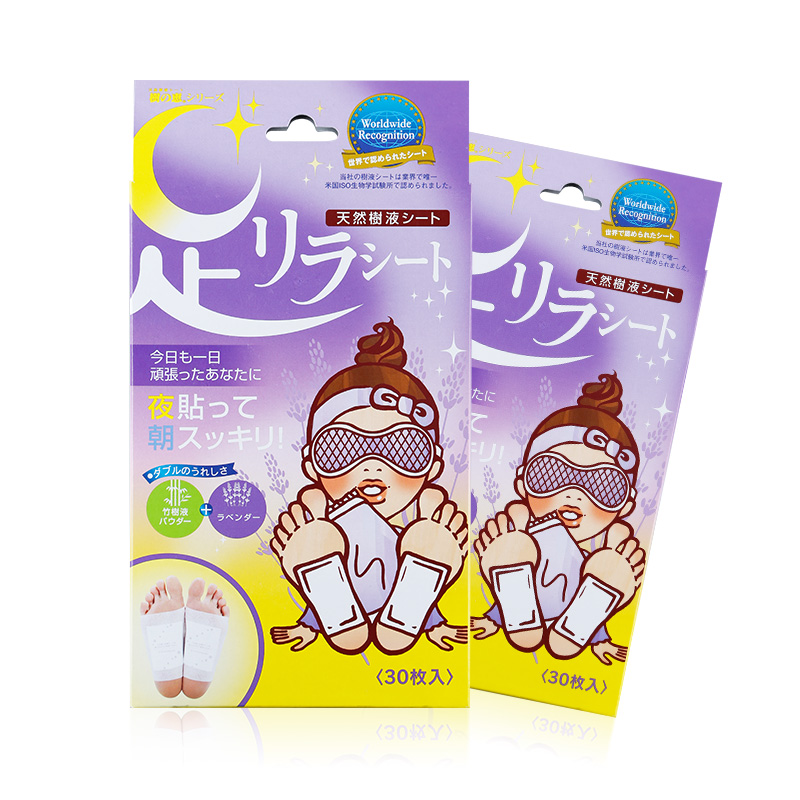 樹の恵シリーズ
Worldwide
Recognition
世界で認められたシート
当社の樹液シートは業界で唯一
米国ISO生物学試験所で認められました。
天然樹液シート
足リラシート
今日も一日
頑張ったあなたに
夜貼って
朝スッキリ!
●ダブルのうれしさ
竹樹液
パウダー
+
ラベンダー
〈30枚入〉
シリーズ
Worldwide
Recognition
世界で認められたシート
当社の樹液シートは業界で唯一
米国ISO生物学試験所で認められました。
天然樹液シート
リラシート
たに
て
キリ!
ー
〈30枚入〉